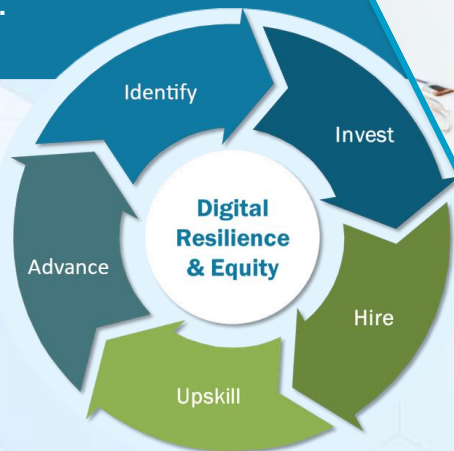 Identify
Invest
Digital
Resilience
& Equity
Advance
Hire
Upskill